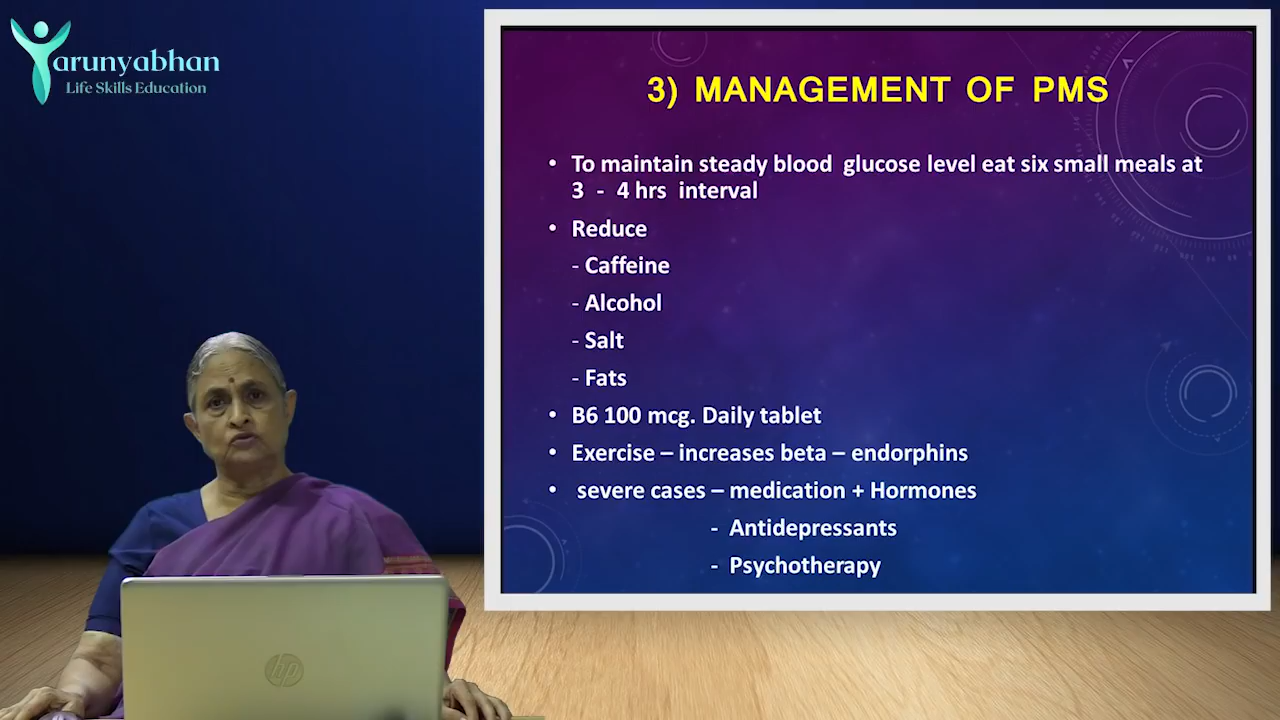 arunyabhan
Life Skills Education
3) MANAGEMENT OF PMS
• To maintain steady blood glucose level eat six small meals at
3 - 4 hrs interval
• Reduce
- Caffeine
- Alcohol
- Salt
- Fats
• B6 100 mcg. Daily tablet
• Exercise – increases beta – endorphins
• severe cases – medication + Hormones
- Antidepressants
- Psychotherapy
hp